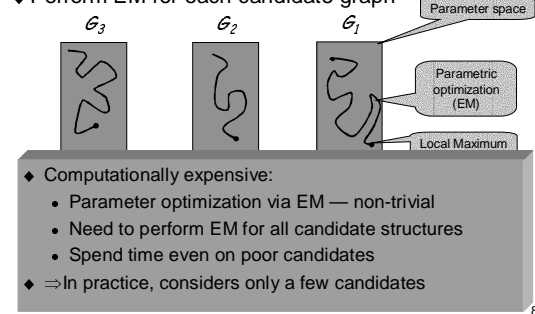 ◆ Perform EM for each candidate graph
Parameter space
G₃ G₂ G₁
Parametric
optimization
(EM)
Local Maximum
◆ Computationally expensive:
• Parameter optimization via EM — non-trivial
• Need to perform EM for all candidate structures
• Spend time even on poor candidates
◆ ⇒In practice, considers only a few candidates
8